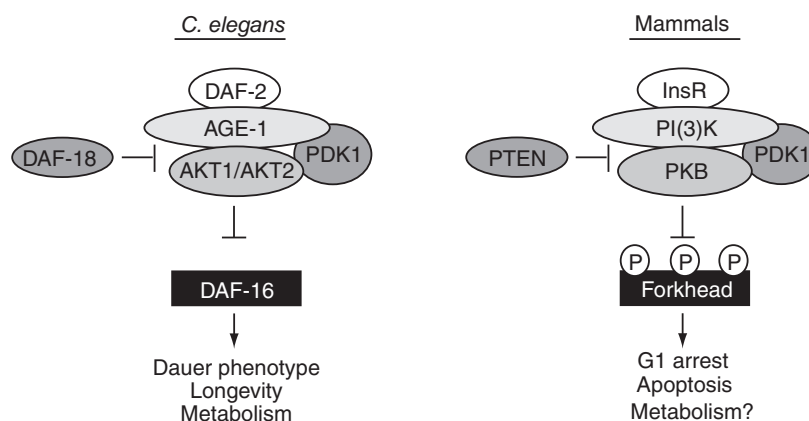 C. elegans
DAF-2
AGE-1
DAF-18
PDK1
AKT1/AKT2
DAF-16
Dauer phenotype
Longevity
Metabolism
Mammals
InsR
PI(3)K
PTEN
PDK1
PKB
P P P
Forkhead
G1 arrest
Apoptosis
Metabolism?